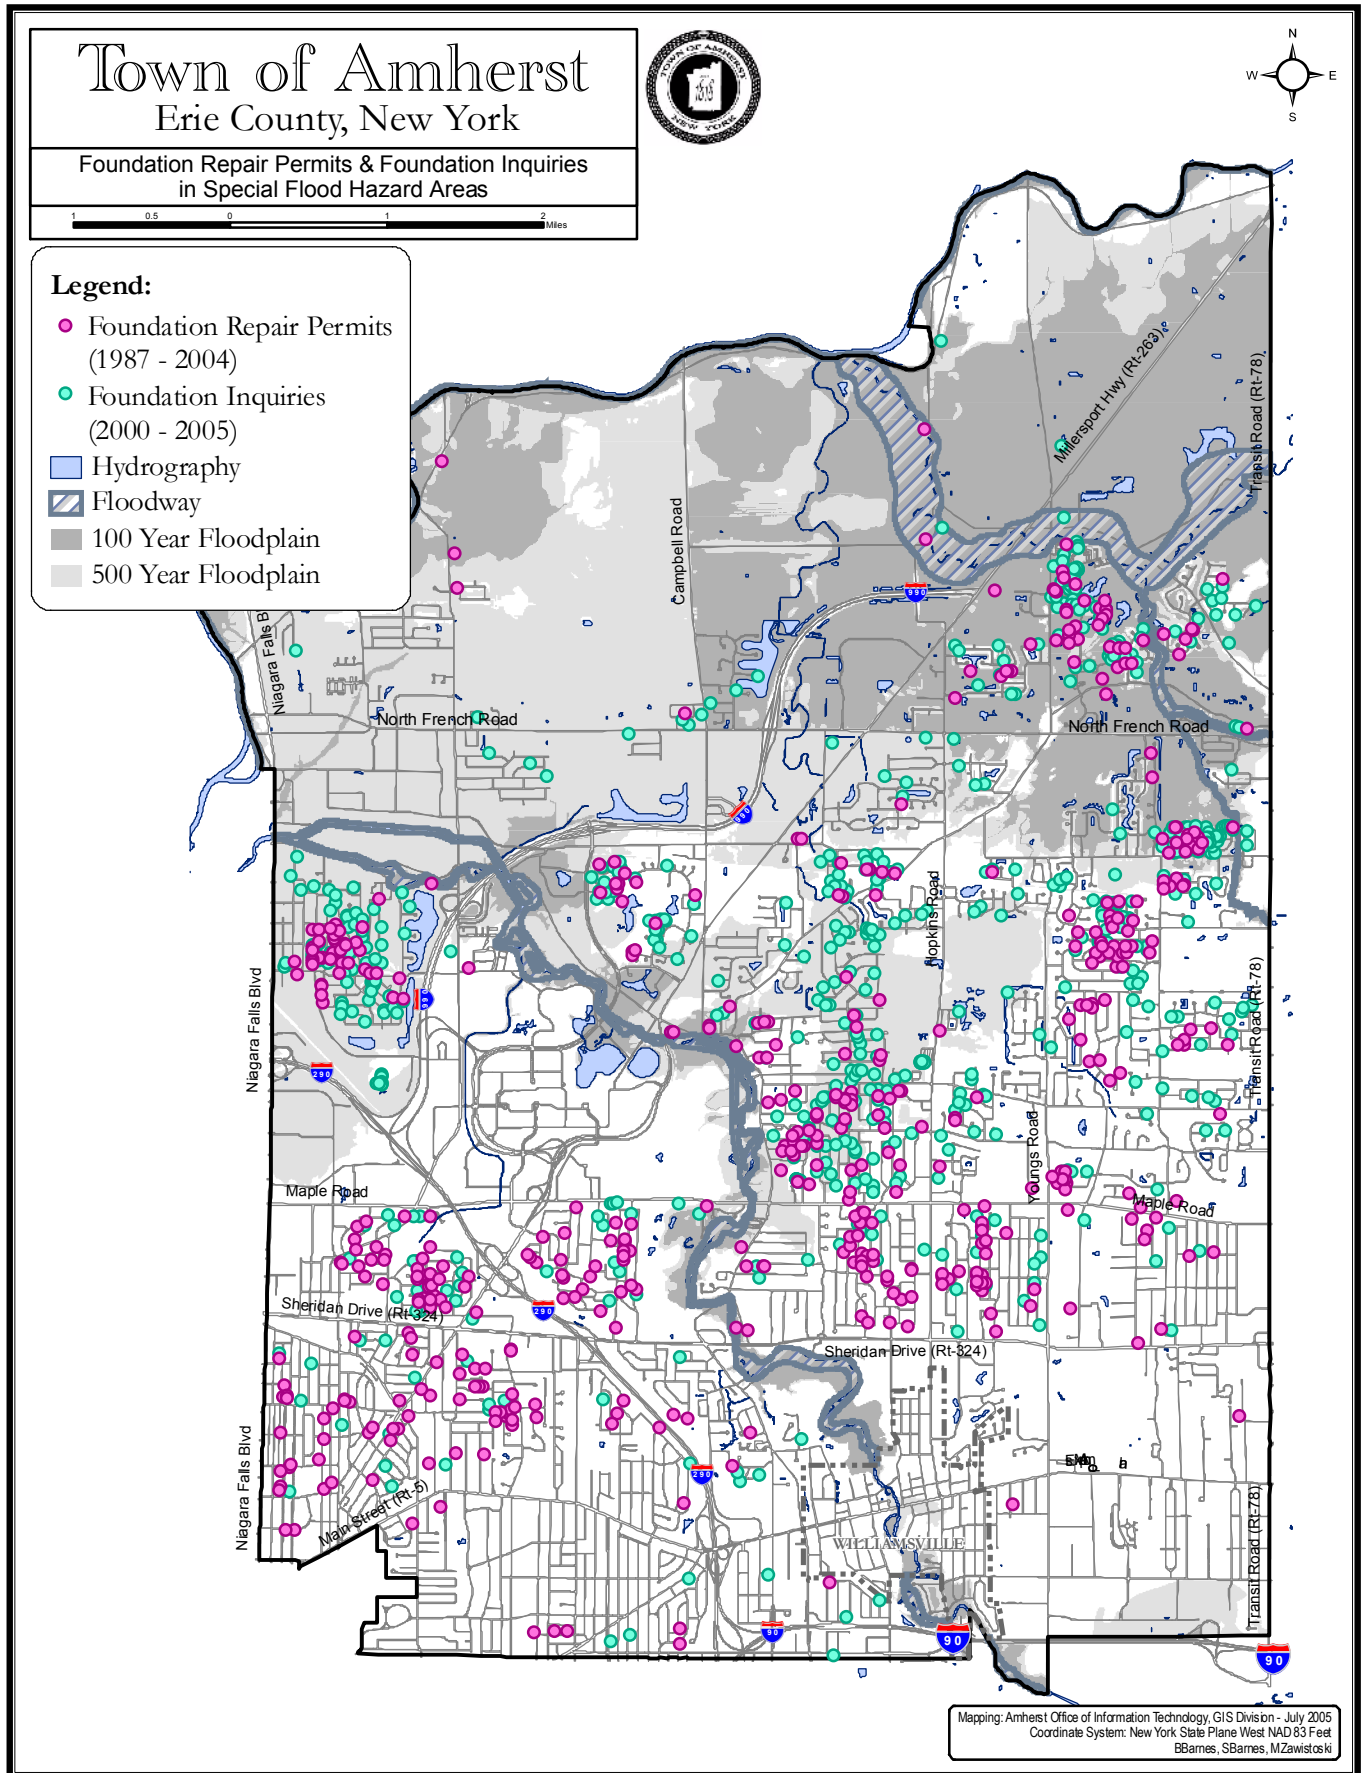 Town of Amherst
Erie County, New York
Foundation Repair Permits & Foundation Inquiries
in Special Flood Hazard Areas
1 0.5 0 1 2
Miles
TOWN OF AMHERST
NEW YORK
N
W E
S
Legend:
Foundation Repair Permits
(1987 - 2004)
Foundation Inquiries
(2000 - 2005)
Hydrography
Floodway
100 Year Floodplain
500 Year Floodplain
Millersport Hwy (Rt-263)
Transit Road (Rt-78)
Campbell Road
990
Niagara Falls B
North French Road
North French Road
990
Hopkins Road
Niagara Falls Blvd
990
Transit Road (Rt-78)
290
Youngs Road
Maple Road
Maple Road
Sheridan Drive (Rt-324)
290
Sheridan Drive (Rt-324)
Niagara Falls Blvd
290
Main Street (Rt-5)
Transit Road (Rt-78)
WILLIAMSVILLE
90
90
90
Mapping: Amherst Office of Information Technology, GIS Division - July 2005
Coordinate System: New York State Plane West NAD 83 Feet
BBarnes, SBarnes, MZawistoski